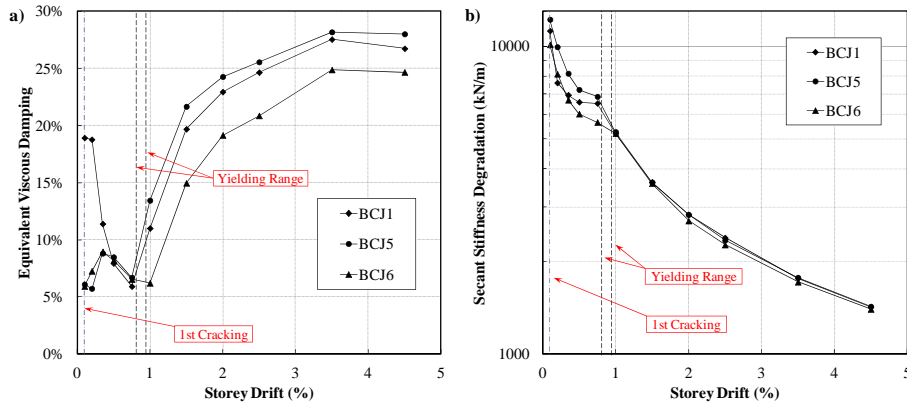 a)
Equivalent Viscous Damping
30%
25%
20%
15%
10%
5%
0%
Yielding Range
BCJ1
BCJ5
BCJ6
1st Cracking
0 1 2 3 4 5
Storey Drift (%)
b)
Secant Stiffness Degradation (kN/m)
10000
1000
BCJ1
BCJ5
BCJ6
Yielding Range
1st Cracking
0 1 2 3 4 5
Storey Drift (%)